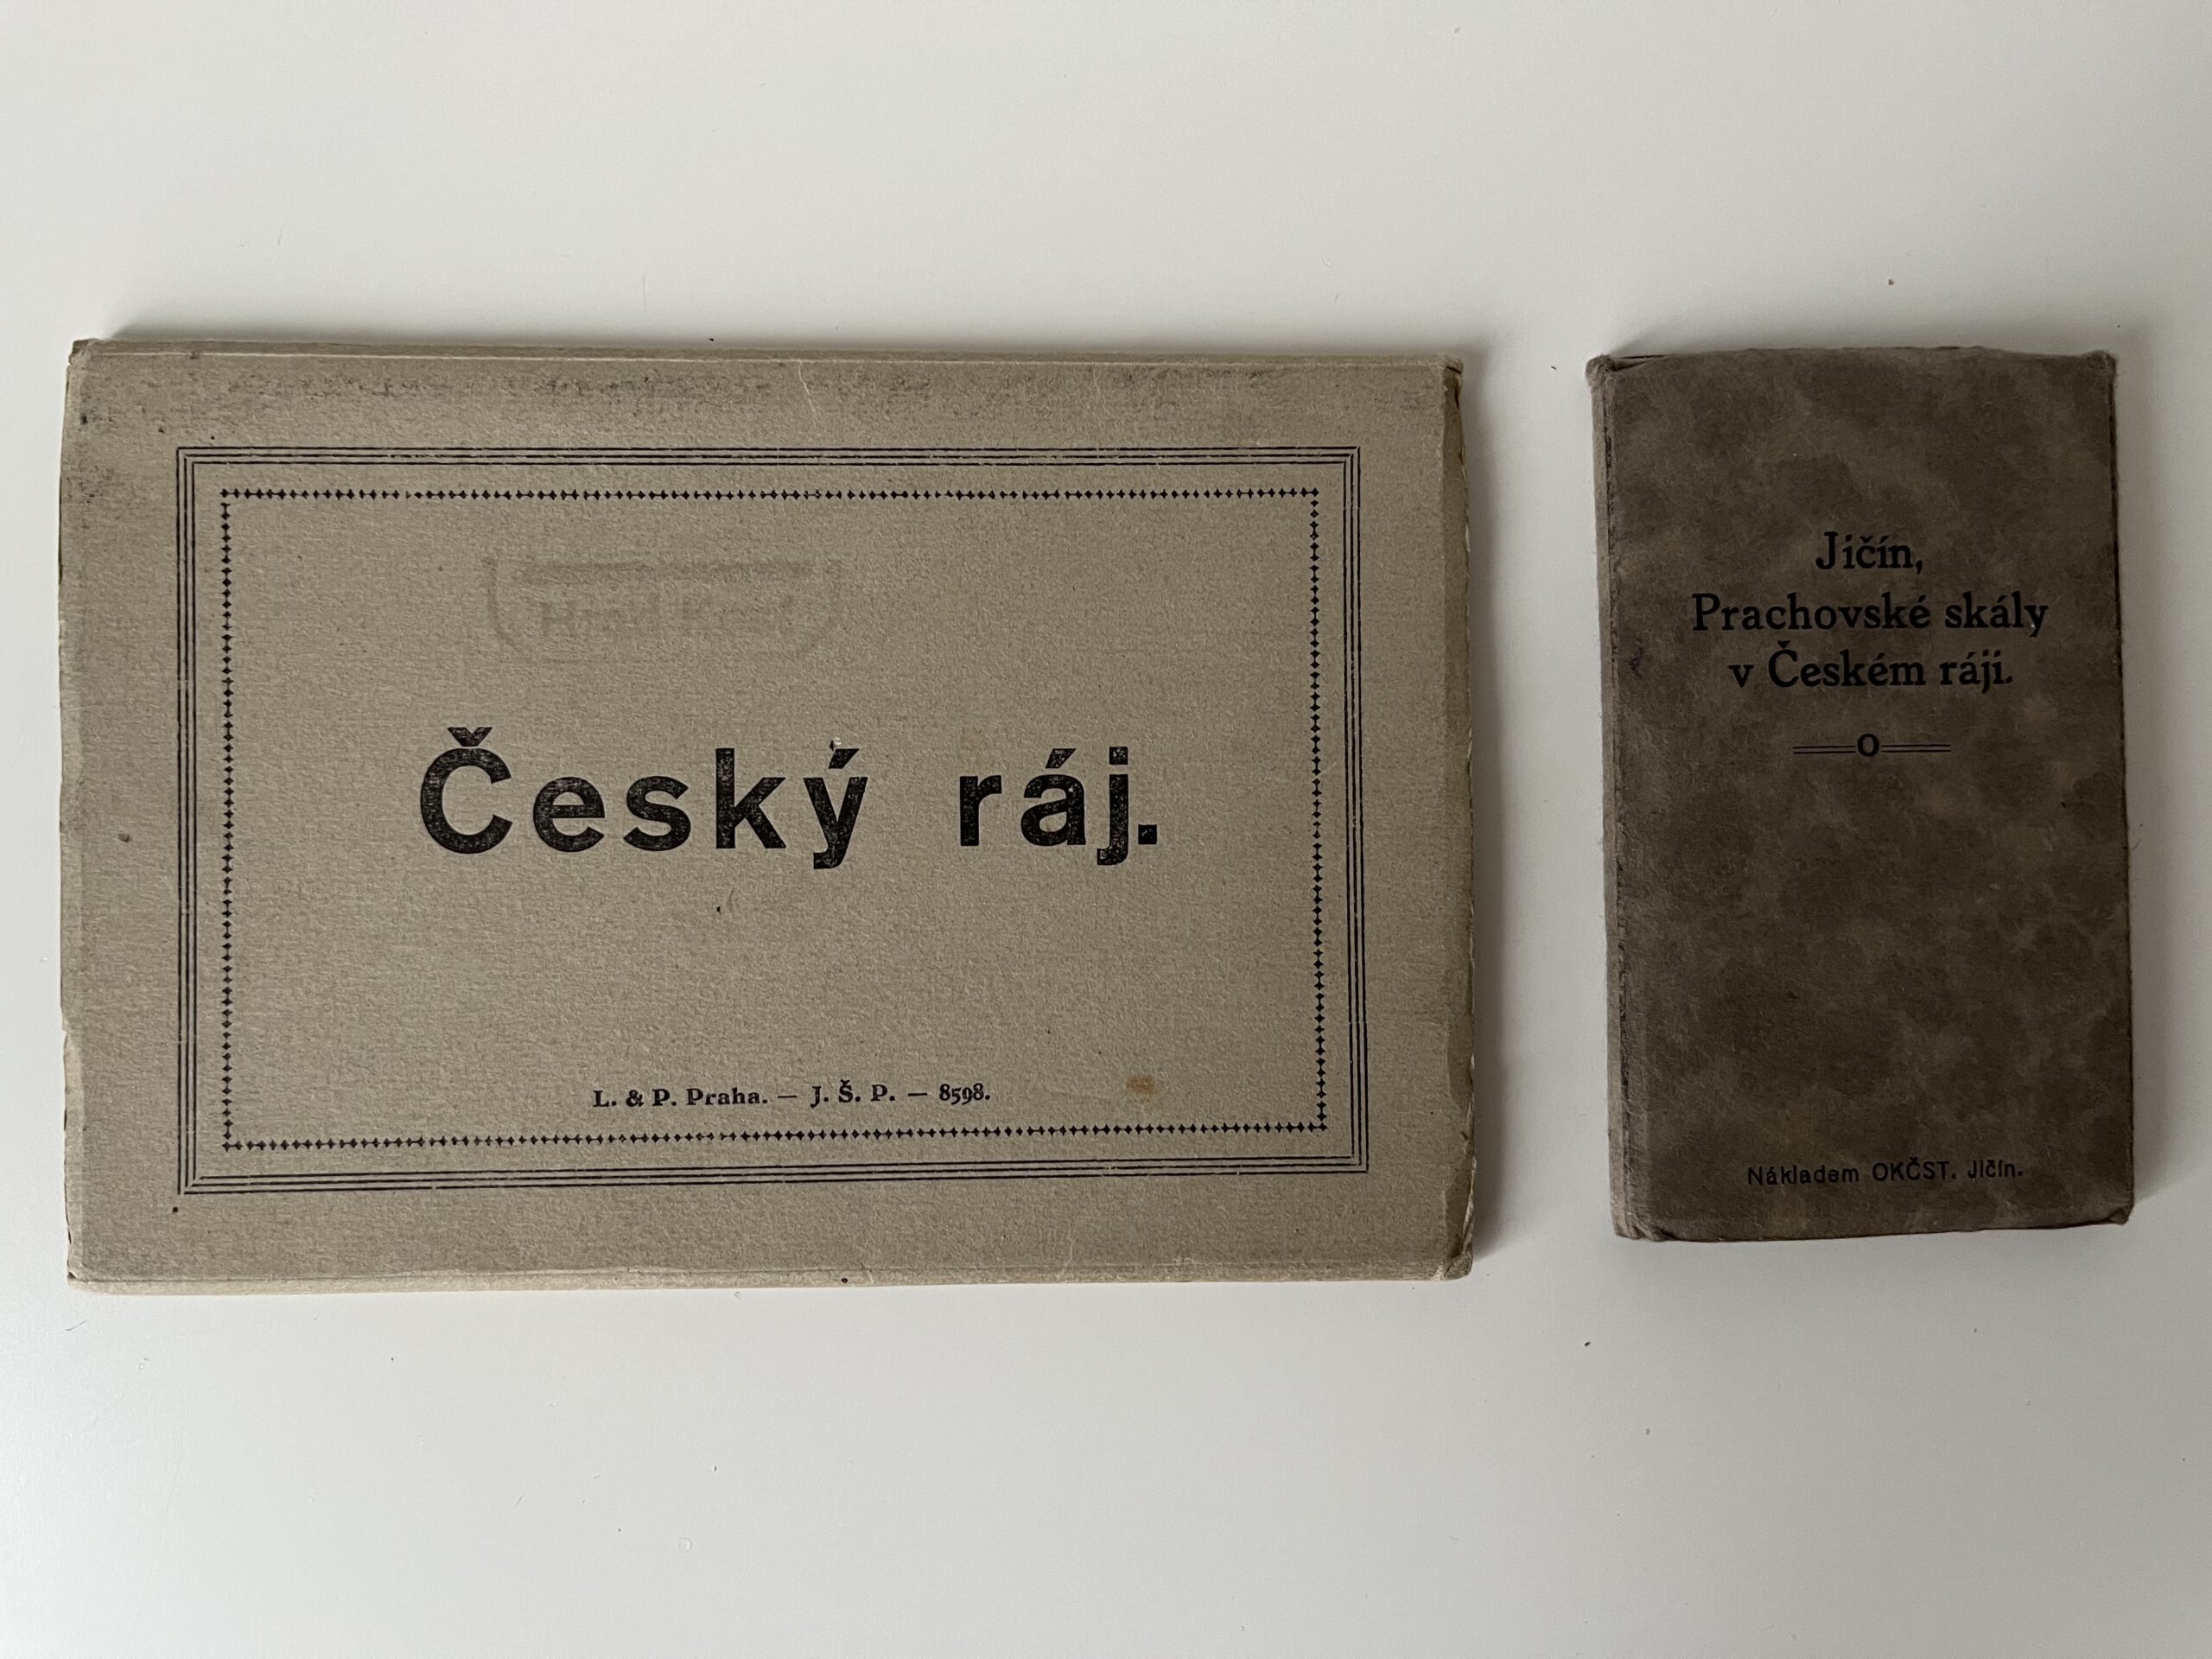 Český ráj.
L. & P. Praha. — J. Š. P. — 8598.
Jičín,
Prachovské skály
v Českém ráji.
Nákladem OKČST. Jičín.